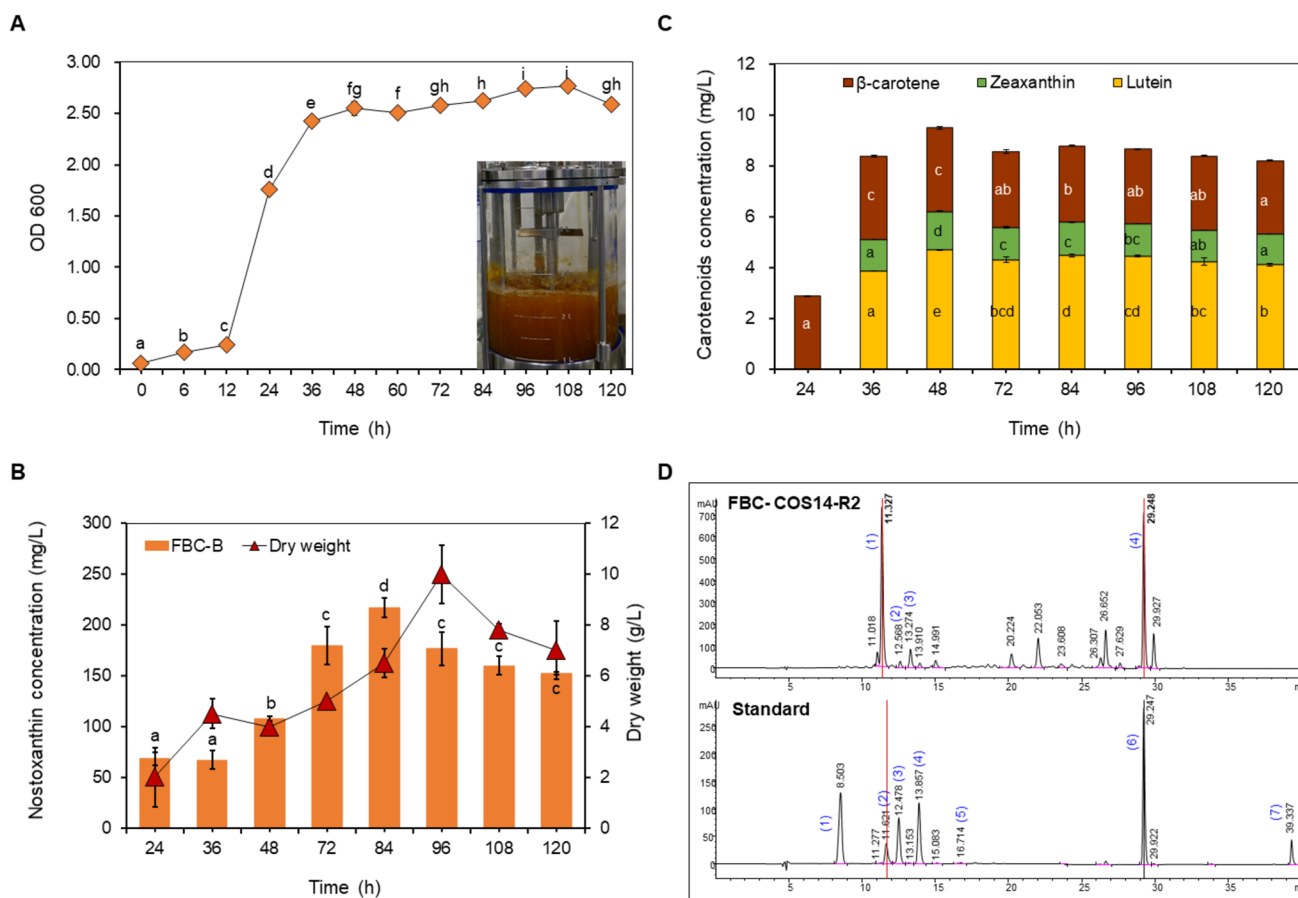 A
3.00
2.50
2.00
1.50
1.00
0.50
0.00
OD 600
a
b
c
d
e
fg
f
gh
h
i
i
gh
0 6 12 24 36 48 60 72 84 96 108 120
Time (h)
B
300
250
200
150
100
50
0
Nostoxanthin concentration (mg/L)
FBC-B Dry weight
a
a
b
c
d
c
c
c
12
10
8
6
4
2
0
Dry weight (g/L)
24 36 48 72 84 96 108 120
Time (h)
C
12
10
8
6
4
2
0
Carotenoids concentration (mg/L)
β-carotene Zeaxanthin Lutein
a
c c ab b ab ab a
a d c c bc ab a
a e bcd d cd bc b
24 36 48 72 84 96 108 120
Time (h)
D
FBC- COS14-R2
mAU
700
600
500
400
300
200
100
0
(1)
(2)
(3)
(4)
11.018
11.327
12.568
13.274
13.910
14.991
20.224
22.053
23.608
26.307
26.652
27.629
29.248
29.927
5 10 15 20 25 30 35 m
Standard
mAU
250
200
150
100
50
0
(1)
(2)
(3)
(4)
(5)
(6)
(7)
8.503
11.277
11.621
12.478
13.153
13.857
15.083
16.714
29.247
29.922
39.337
5 10 15 20 25 30 35 m